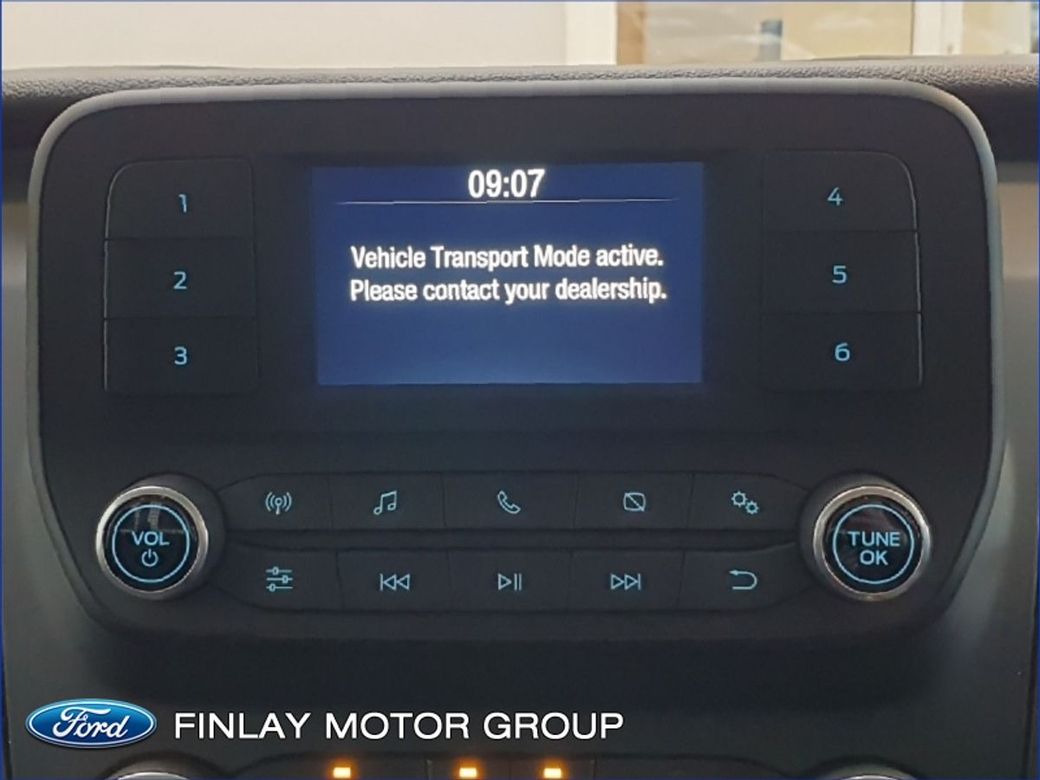 09:07
Vehicle Transport Mode active.
Please contact your dealership.
1
2
3
4
5
6
VOL
TUNE
OK
Ford FINLAY MOTOR GROUP